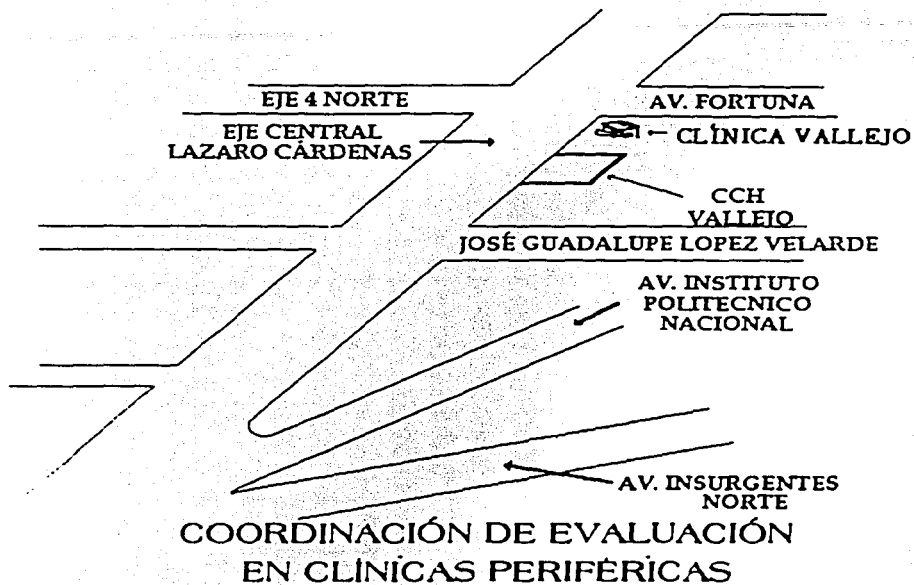 EJE 4 NORTE
AV. FORTUNA
EJE CENTRAL
LAZARO CÁRDENAS
CLÍNICA VALLEJO
CCH
VALLEJO
JOSÉ GUADALUPE LOPEZ VELARDE
AV. INSTITUTO
POLITECNICO
NACIONAL
AV. INSURGENTES
NORTE
COORDINACIÓN DE EVALUACIÓN
EN CLÍNICAS PERIFÉRICAS